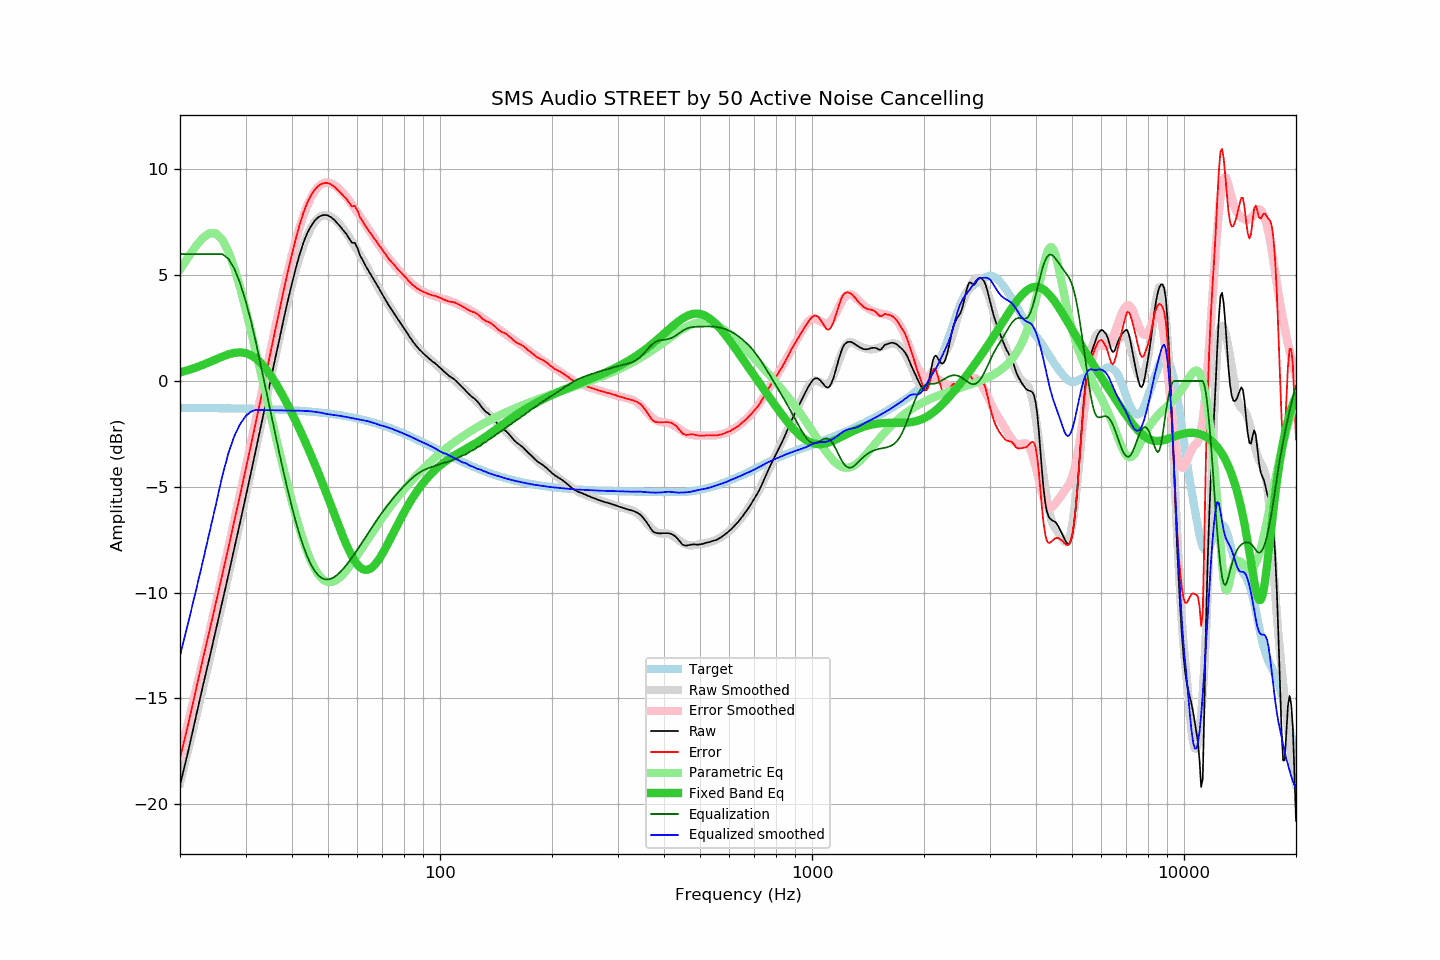 SMS Audio STREET by 50 Active Noise Cancelling
10
5
0
−5
−10
−15
−20
Amplitude (dBr)
Target
Raw Smoothed
Error Smoothed
Raw
Error
Parametric Eq
Fixed Band Eq
Equalization
Equalized smoothed
100
1000
10000
Frequency (Hz)